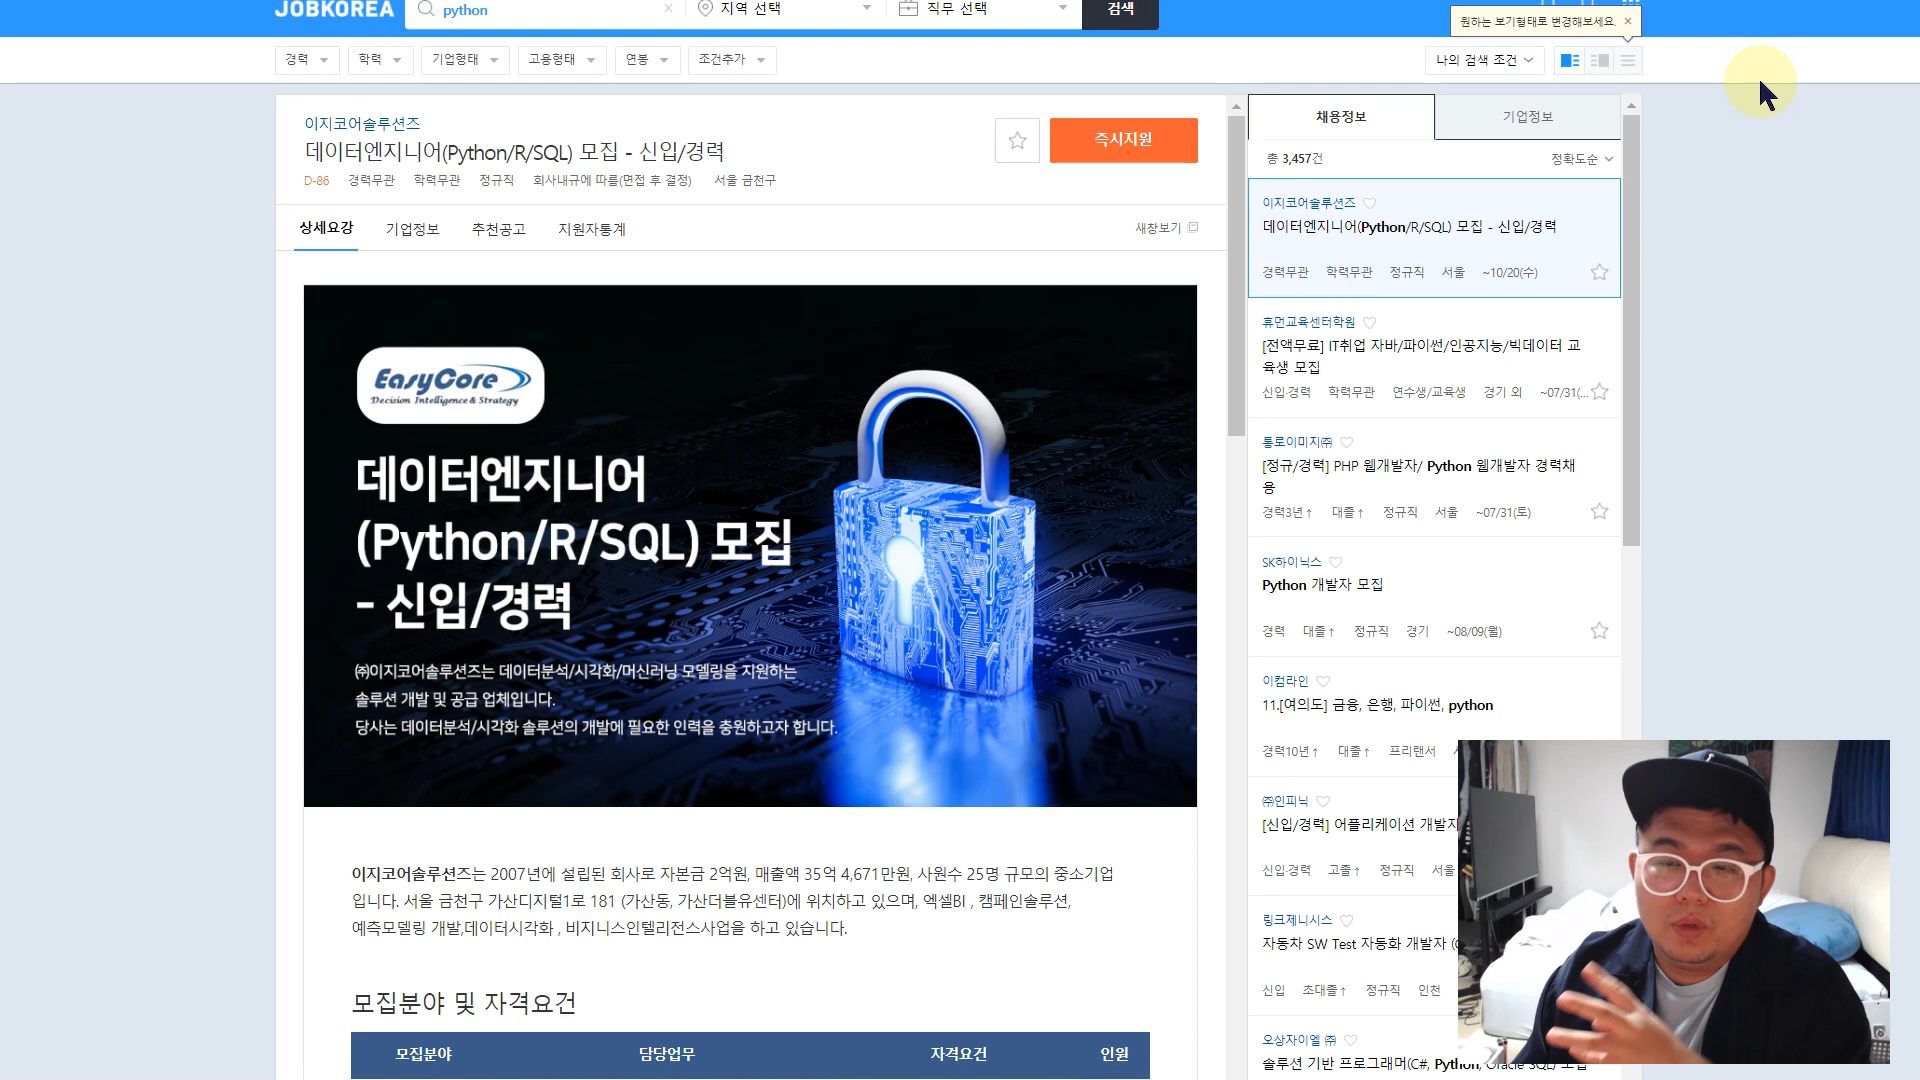 JOBKOREA
python
지역 선택
직무 선택
검색
원하는 보기형태로 변경해보세요.
경력
학력
기업형태
고용형태
연봉
조건추가
나의 검색 조건
이지코어솔루션즈
데이터엔지니어(Python/R/SQL) 모집 - 신입/경력
D-86 경력무관 학력무관 정규직 회사내규에 따름(면접 후 결정) 서울 금천구
즉시지원
상세요강 기업정보 추천공고 지원자통계
새창보기
EasyCore
Decision Intelligence & Strategy
데이터엔지니어
(Python/R/SQL) 모집
- 신입/경력
㈜이지코어솔루션즈는 데이터분석/시각화/머신러닝 모델링을 지원하는
솔루션 개발 및 공급 업체입니다.
당사는 데이터분석/시각화 솔루션의 개발에 필요한 인력을 충원하고자 합니다.
이지코어솔루션즈는 2007년에 설립된 회사로 자본금 2억원, 매출액 35억 4,671만원, 사원수 25명 규모의 중소기업
입니다. 서울 금천구 가산디지털1로 181 (가산동, 가산더블유센터)에 위치하고 있으며, 엑셀BI , 캠페인솔루션,
예측모델링 개발,데이터시각화 , 비지니스인텔리전스사업을 하고 있습니다.
모집분야 및 자격요건
모집분야 담당업무 자격요건 인원
채용정보 기업정보
총 3,457건
정확도순
이지코어솔루션즈
데이터엔지니어(Python/R/SQL) 모집 - 신입/경력
경력무관 학력무관 정규직 서울 ~10/20(수)
휴먼교육센터학원
[전액무료] IT취업 자바/파이썬/인공지능/빅데이터 교
육생 모집
신입·경력 학력무관 연수생/교육생 경기 외 ~07/31(...
통로이미지㈜
[정규/경력] PHP 웹개발자/ Python 웹개발자 경력채
용
경력3년↑ 대졸↑ 정규직 서울 ~07/31(토)
SK하이닉스
Python 개발자 모집
경력 대졸↑ 정규직 경기 ~08/09(월)
이컴라인
11.[여의도] 금융, 은행, 파이썬, python
경력10년↑ 대졸↑ 프리랜서
㈜인피닉
[신입/경력] 어플리케이션 개발자
신입·경력 고졸↑ 정규직 서울
링크제니시스
자동차 SW Test 자동화 개발자
신입 초대졸↑ 정규직 인천
오상자이엘 ㈜
솔루션 기반 프로그래머(C#, Python, Oracle SQL) 모집